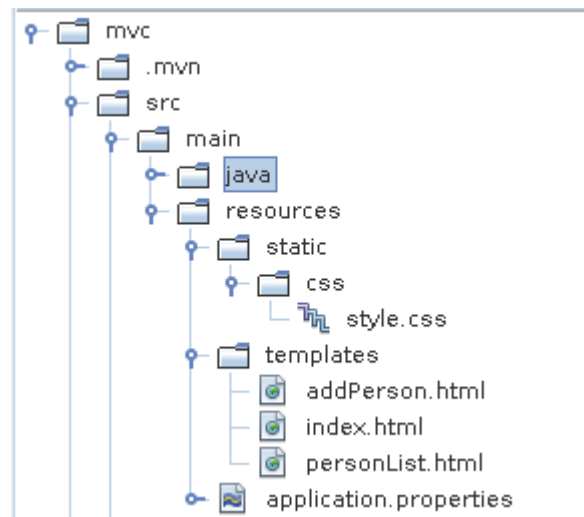 mvc
.mvn
src
main
java
resources
static
css
style.css
templates
addPerson.html
index.html
personList.html
application.properties